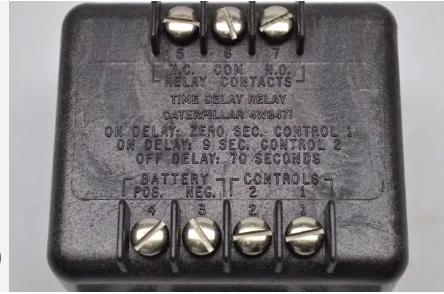 5 6 7
N.C. COM N.O.
RELAY CONTACTS
TIME DELAY RELAY
CATERPILLAR 4W8471
ON DELAY: ZERO SEC. CONTROL 1
ON DELAY: 9 SEC. CONTROL 2
OFF DELAY: 70 SECONDS
BATTERY CONTROLS
POS. NEG. 2 1
4 3 2 1